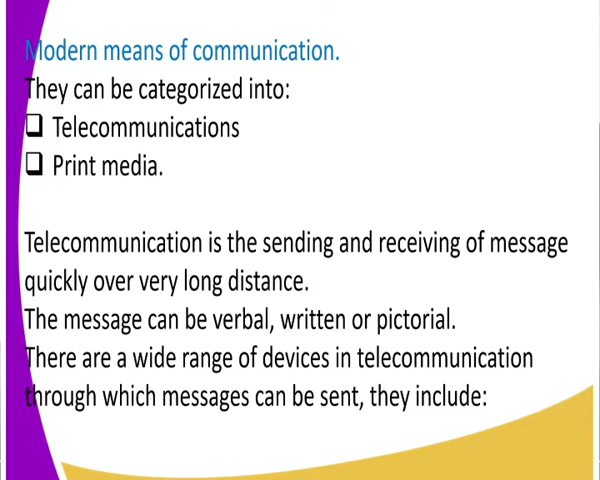 Modern means of communication.
They can be categorized into:
❑ Telecommunications
❑ Print media.
Telecommunication is the sending and receiving of message
quickly over very long distance.
The message can be verbal, written or pictorial.
There are a wide range of devices in telecommunication
through which messages can be sent, they include: